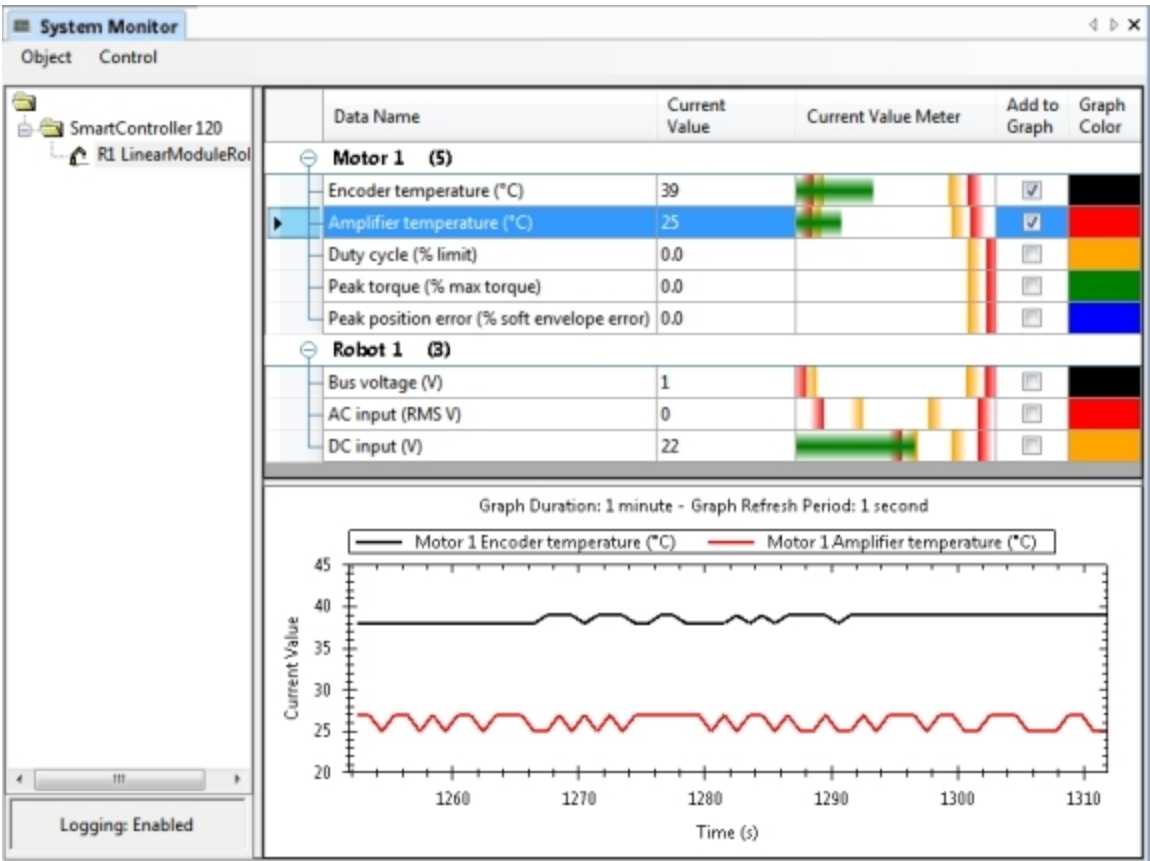 System Monitor
Object Control
SmartController 120
R1 LinearModuleRol
Data Name Current Value Current Value Meter Add to Graph Graph Color
Motor 1 (5)
Encoder temperature (°C) 39
Amplifier temperature (°C) 25
Duty cycle (% limit) 0.0
Peak torque (% max torque) 0.0
Peak position error (% soft envelope error) 0.0
Robot 1 (3)
Bus voltage (V) 1
AC input (RMS V) 0
DC input (V) 22
Graph Duration: 1 minute - Graph Refresh Period: 1 second
Motor 1 Encoder temperature (°C) Motor 1 Amplifier temperature (°C)
Current Value
45
40
35
30
25
20
1260 1270 1280 1290 1300 1310
Time (s)
Logging: Enabled